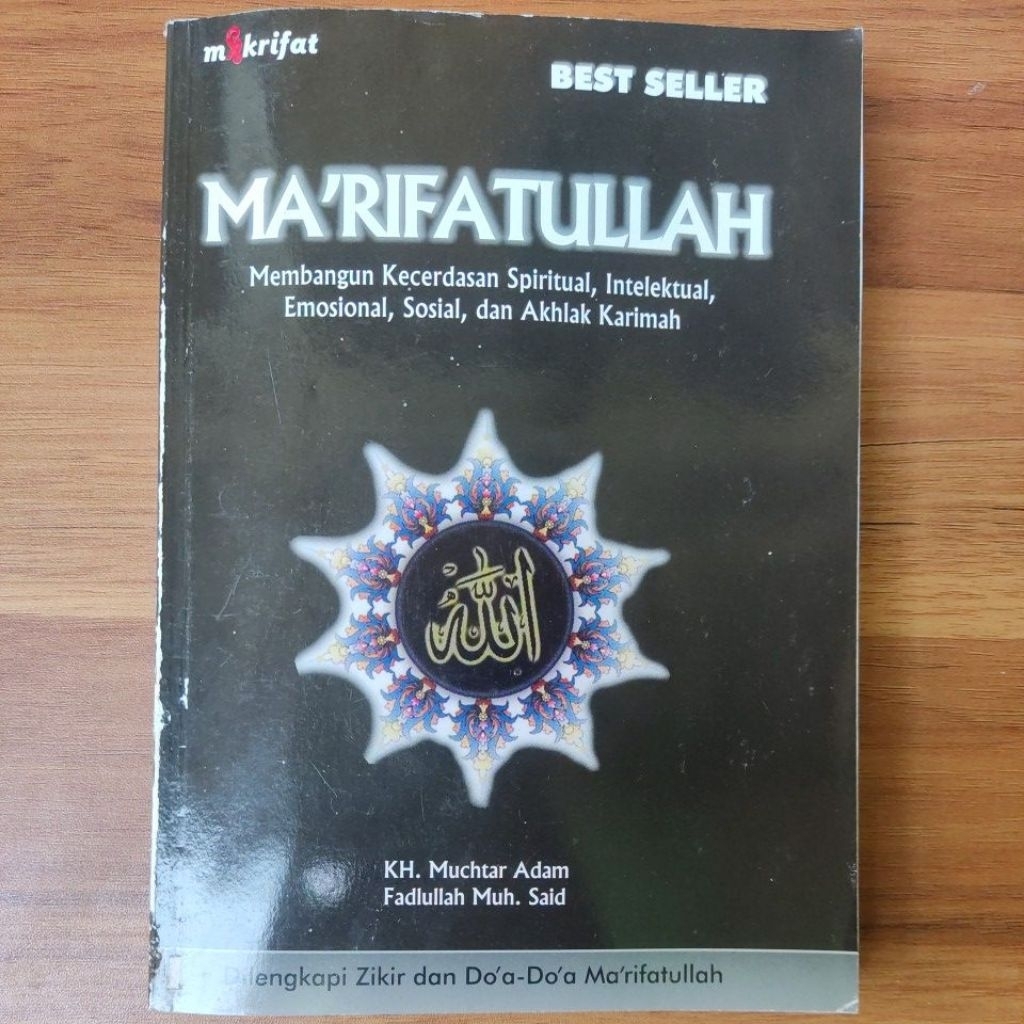 makrifat
BEST SELLER
MA'RIFATULLAH
Membangun Kecerdasan Spiritual, Intelektual,
Emosional, Sosial, dan Akhlak Karimah
الله
KH. Muchtar Adam
Fadlullah Muh. Said
Dilengkapi Zikir dan Do'a-Do'a Ma'rifatullah